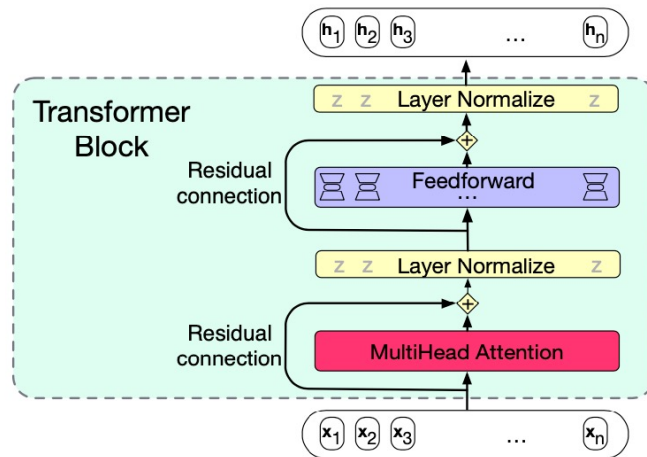 h1 h2 h3 ... hn
Transformer
Block
z z Layer Normalize z
+
Residual
connection
Feedforward
...
z z Layer Normalize z
+
Residual
connection
MultiHead Attention
x1 x2 x3 ... xn